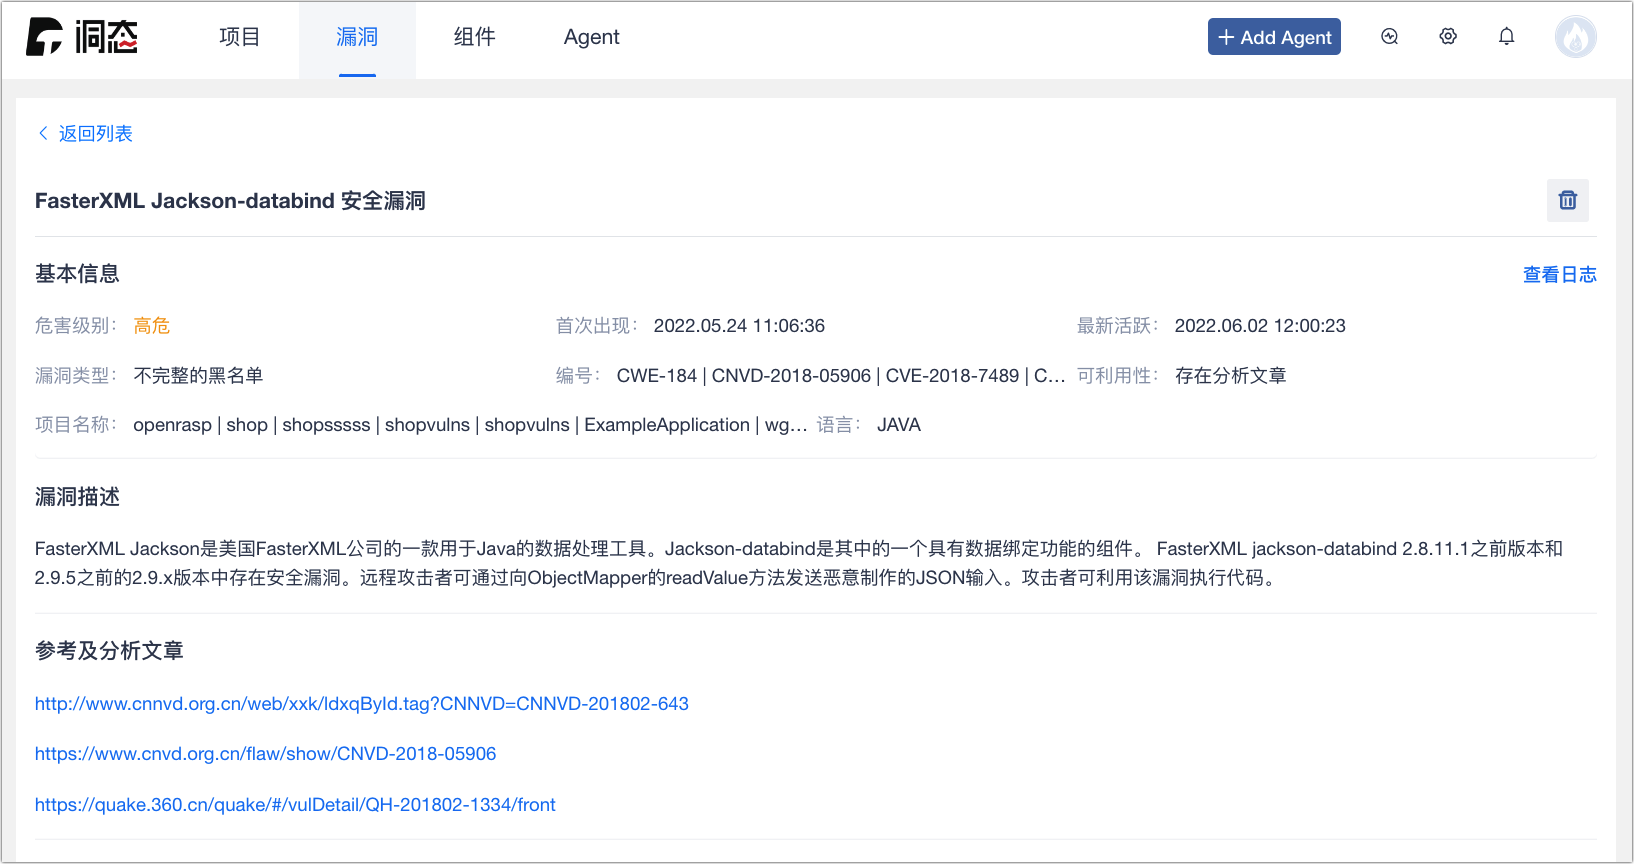 洞态
项目 漏洞 组件 Agent + Add Agent
返回列表
FasterXML Jackson-databind 安全漏洞
基本信息 查看日志
危害级别： 高危 首次出现： 2022.05.24 11:06:36 最新活跃： 2022.06.02 12:00:23
漏洞类型： 不完整的黑名单 编号： CWE-184 | CNVD-2018-05906 | CVE-2018-7489 | C... 可利用性： 存在分析文章
项目名称： openrasp | shop | shopsssss | shopvulns | shopvulns | ExampleApplication | wg... 语言： JAVA
漏洞描述
FasterXML Jackson是美国FasterXML公司的一款用于Java的数据处理工具。Jackson-databind是其中的一个具有数据绑定功能的组件。 FasterXML jackson-databind 2.8.11.1之前版本和
2.9.5之前的2.9.x版本中存在安全漏洞。远程攻击者可通过向ObjectMapper的readValue方法发送恶意制作的JSON输入。攻击者可利用该漏洞执行代码。
参考及分析文章
http://www.cnnvd.org.cn/web/xxk/ldxqById.tag?CNNVD=CNNVD-201802-643
https://www.cnvd.org.cn/flaw/show/CNVD-2018-05906
https://quake.360.cn/quake/#/vulDetail/QH-201802-1334/front